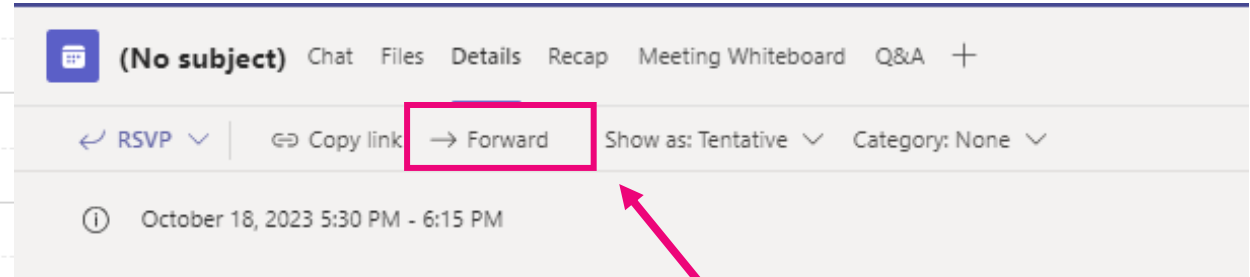 (No subject) Chat Files Details Recap Meeting Whiteboard Q&A
RSVP Copy link Forward Show as: Tentative Category: None
October 18, 2023 5:30 PM - 6:15 PM